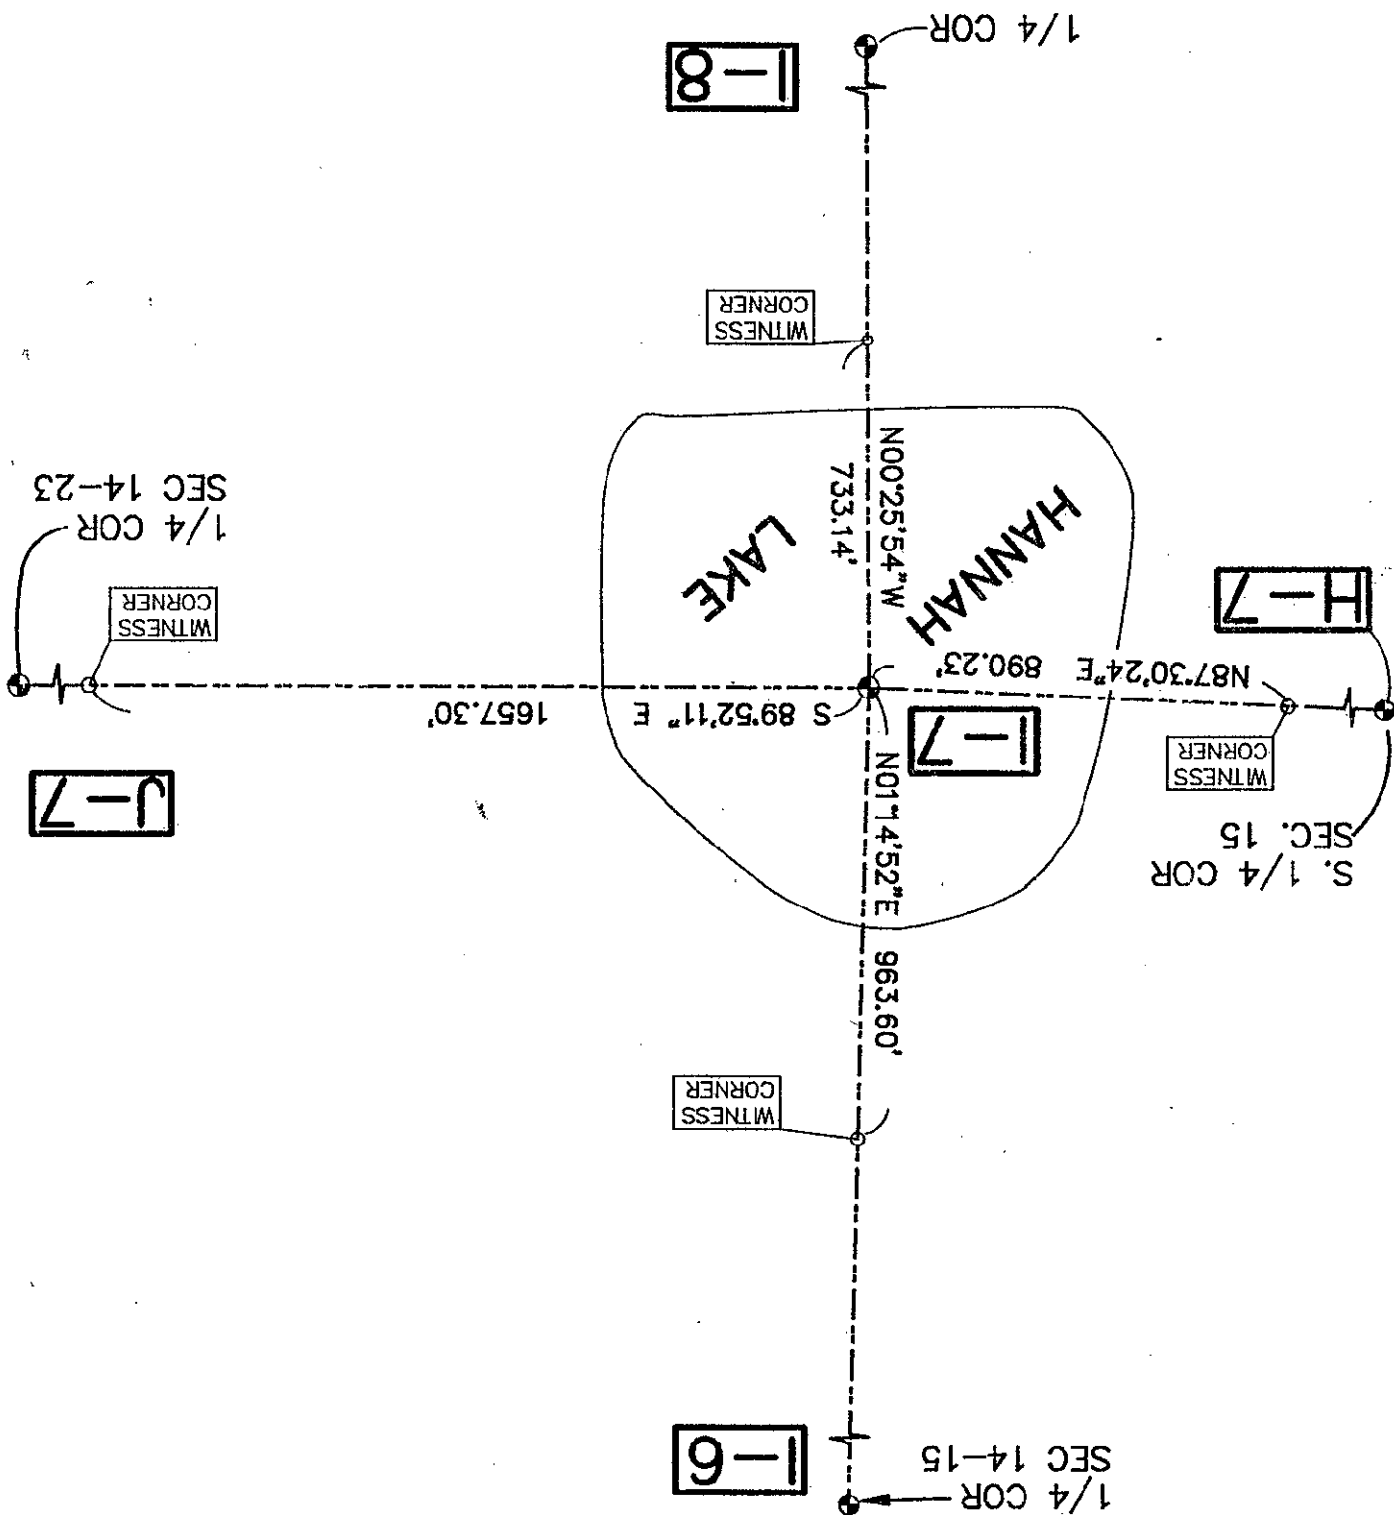 1/4 COR
SEC 14-15
I-6
WITNESS
CORNER
N01°14'52"E 963.60'
S. 1/4 COR
SEC. 15
WITNESS
CORNER
J-7
I-7
S 89°52'11" E 1657.30'
N87°30'24"E 890.23'
H-7
WITNESS
CORNER
1/4 COR
SEC 14-23
HANNAH
LAKE
N00°25'54"W
733.14'
WITNESS
CORNER
I-8
1/4 COR